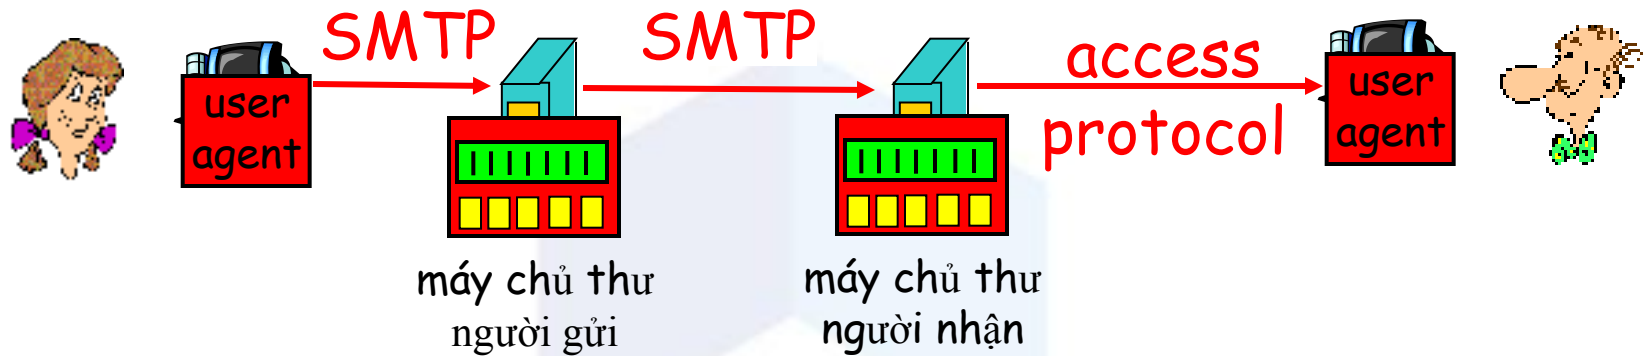 SMTP
SMTP
access
protocol
user
agent
user
agent
máy chủ thư
người gửi
máy chủ thư
người nhận